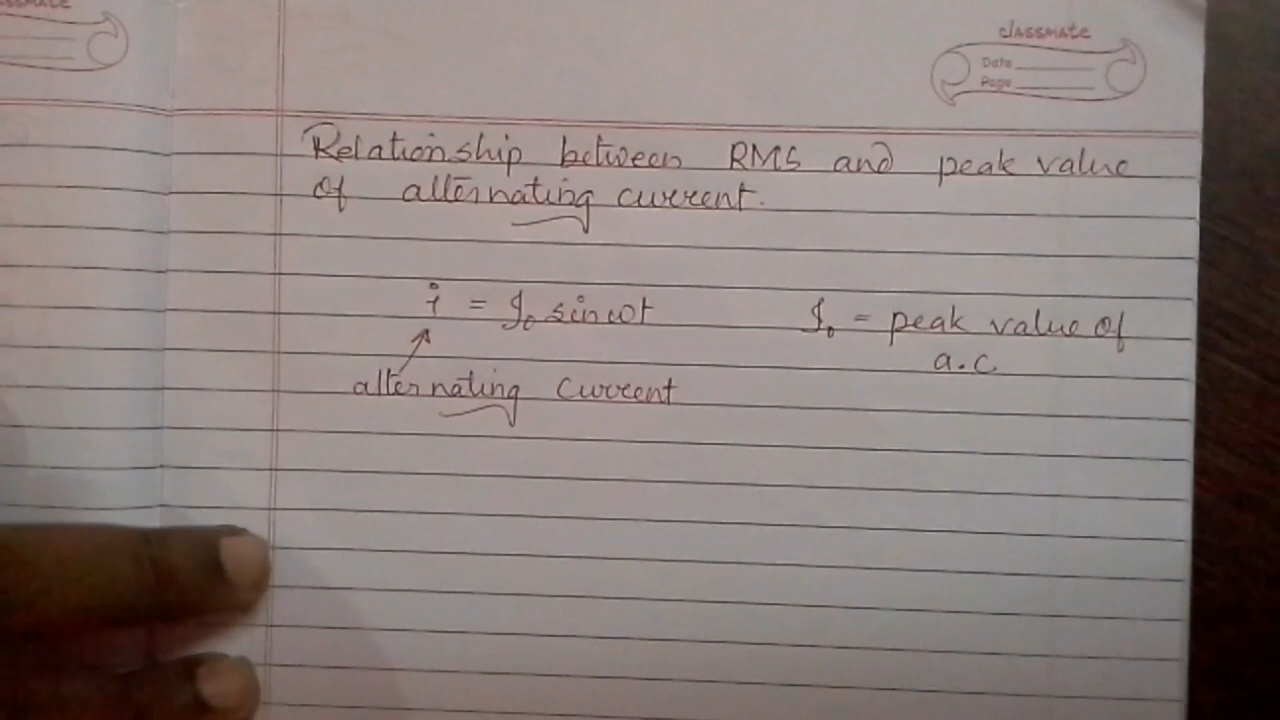 ASSMATE
classmate
Date
Page
Relationship between RMS and peak value
of alternating current.
i = I₀ sin ωt
I₀ = peak value of
a.c
alternating current